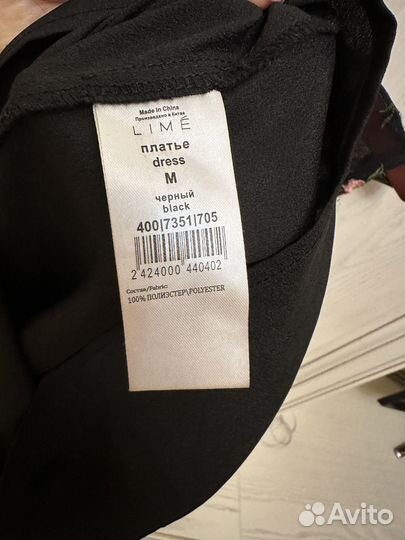 Made in China
Произведено в Китае
LIMÉ
платье
dress
M
черный
black
400|7351|705
2 424000 440402
Состав/Fabric:
100% ПОЛИЭСТЕР\POLYESTER
Avito